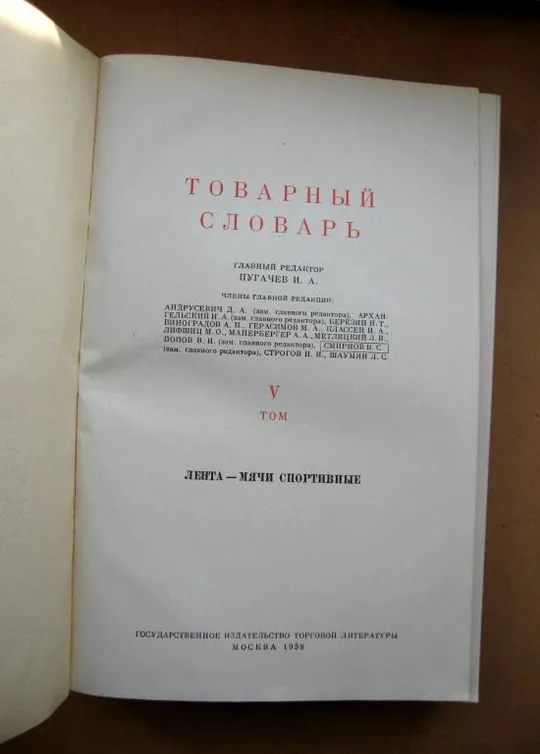 ТОВАРНЫЙ
СЛОВАРЬ
ГЛАВНЫЙ РЕДАКТОР
ПУГАЧЕВ И. А.
ЧЛЕНЫ ГЛАВНОЙ РЕДАКЦИИ:
АНДРУСЕВИЧ Д. А. (зам. главного редактора), АРХАН-
ГЕЛЬСКИЙ Н. А. (зам. главного редактора), БЕРЕЗИН Н. Т.,
ВИНОГРАДОВ А. П., ГЕРАСИМОВ М. А., КЛАССЕН Н. А.,
ЛИФШИЦ М. О., МАНЕРБЕРГЕР А. А., МЕТЛИЦКИЙ Л. В.,
ПОПОВ В. И. (зам. главного редактора), СМИРНОВ В. С.
(зам. главного редактора), СТРОГОВ И. И., ШАУМЯН Л. С.
V
ТОМ
ЛЕНТА — МЯЧИ СПОРТИВНЫЕ
ГОСУДАРСТВЕННОЕ ИЗДАТЕЛЬСТВО ТОРГОВОЙ ЛИТЕРАТУРЫ
МОСКВА 1958